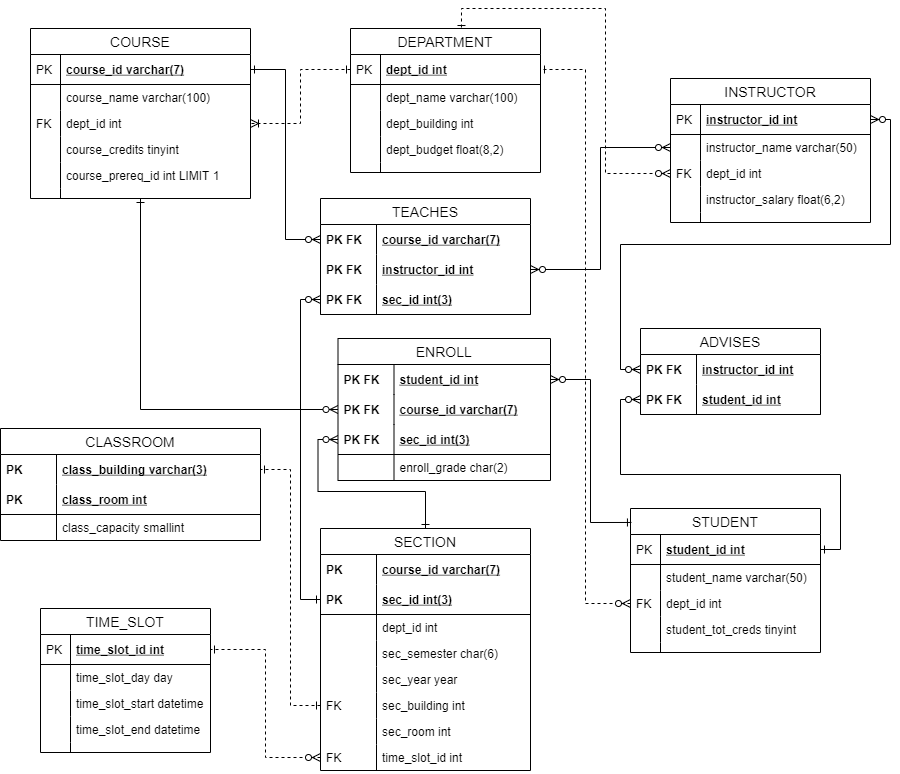 COURSE
PK course_id varchar(7)
course_name varchar(100)
FK dept_id int
course_credits tinyint
course_prereq_id int LIMIT 1
DEPARTMENT
PK dept_id int
dept_name varchar(100)
dept_building int
dept_budget float(8,2)
INSTRUCTOR
PK instructor_id int
instructor_name varchar(50)
FK dept_id int
instructor_salary float(6,2)
TEACHES
PK FK course_id varchar(7)
PK FK instructor_id int
PK FK sec_id int(3)
ENROLL
PK FK student_id int
PK FK course_id varchar(7)
PK FK sec_id int(3)
enroll_grade char(2)
ADVISES
PK FK instructor_id int
PK FK student_id int
CLASSROOM
PK class_building varchar(3)
PK class_room int
class_capacity smallint
SECTION
PK course_id varchar(7)
PK sec_id int(3)
dept_id int
sec_semester char(6)
sec_year year
FK sec_building int
sec_room int
FK time_slot_id int
STUDENT
PK student_id int
student_name varchar(50)
FK dept_id int
student_tot_creds tinyint
TIME_SLOT
PK time_slot_id int
time_slot_day day
time_slot_start datetime
time_slot_end datetime